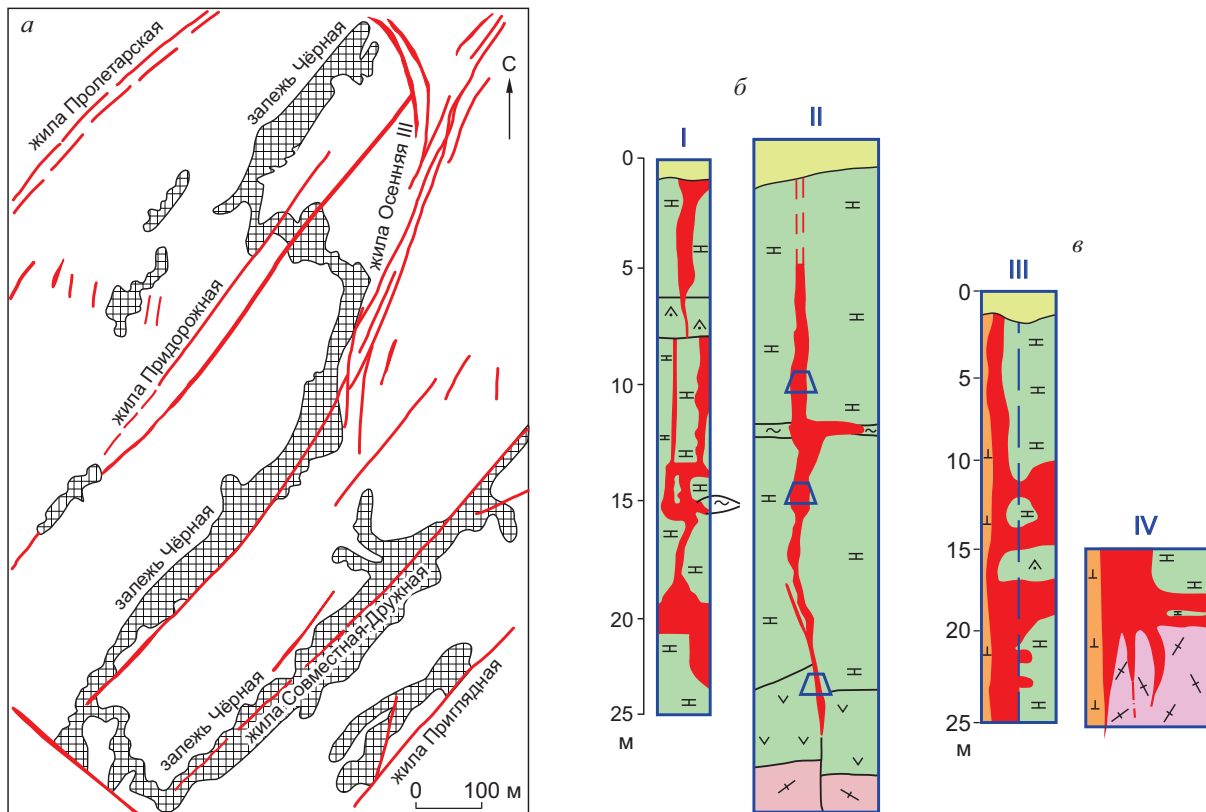 а
С
жила Пролетарская
залежь Чёрная
жила Осенняя III
жила Придорожная
залежь Чёрная
залежь Чёрная
жила Совместная-Дружная
жила Приглядная
0 100 м
б
I
0
5
10
15
20
25
м
II
в
III
0
5
10
15
20
25
м
IV